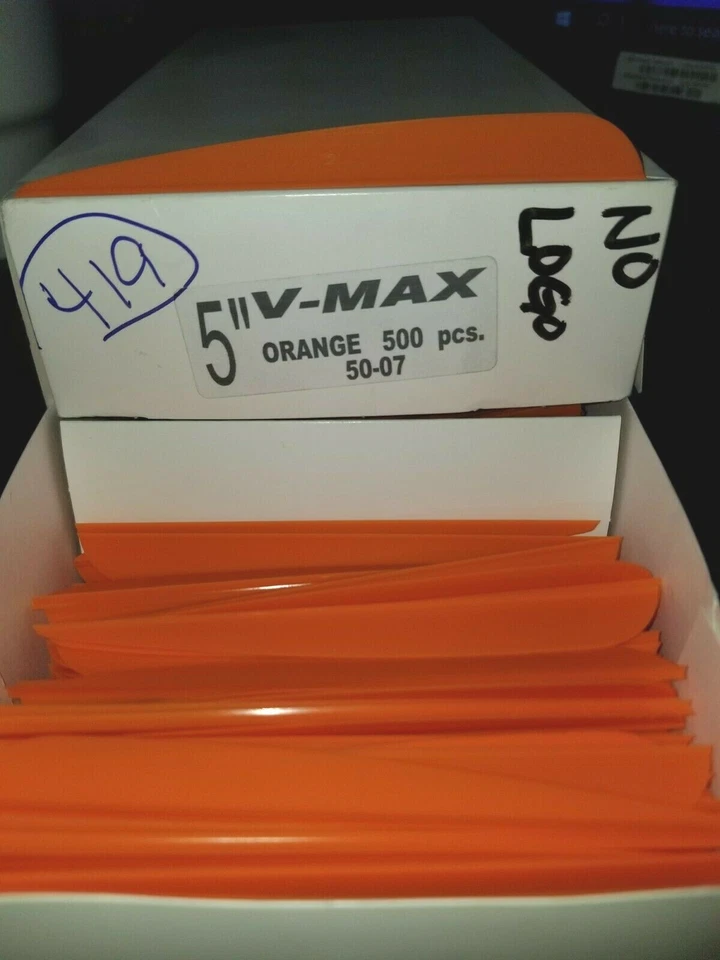 419
5" V-MAX
ORANGE 500 pcs.
50-07
NO
LOGO